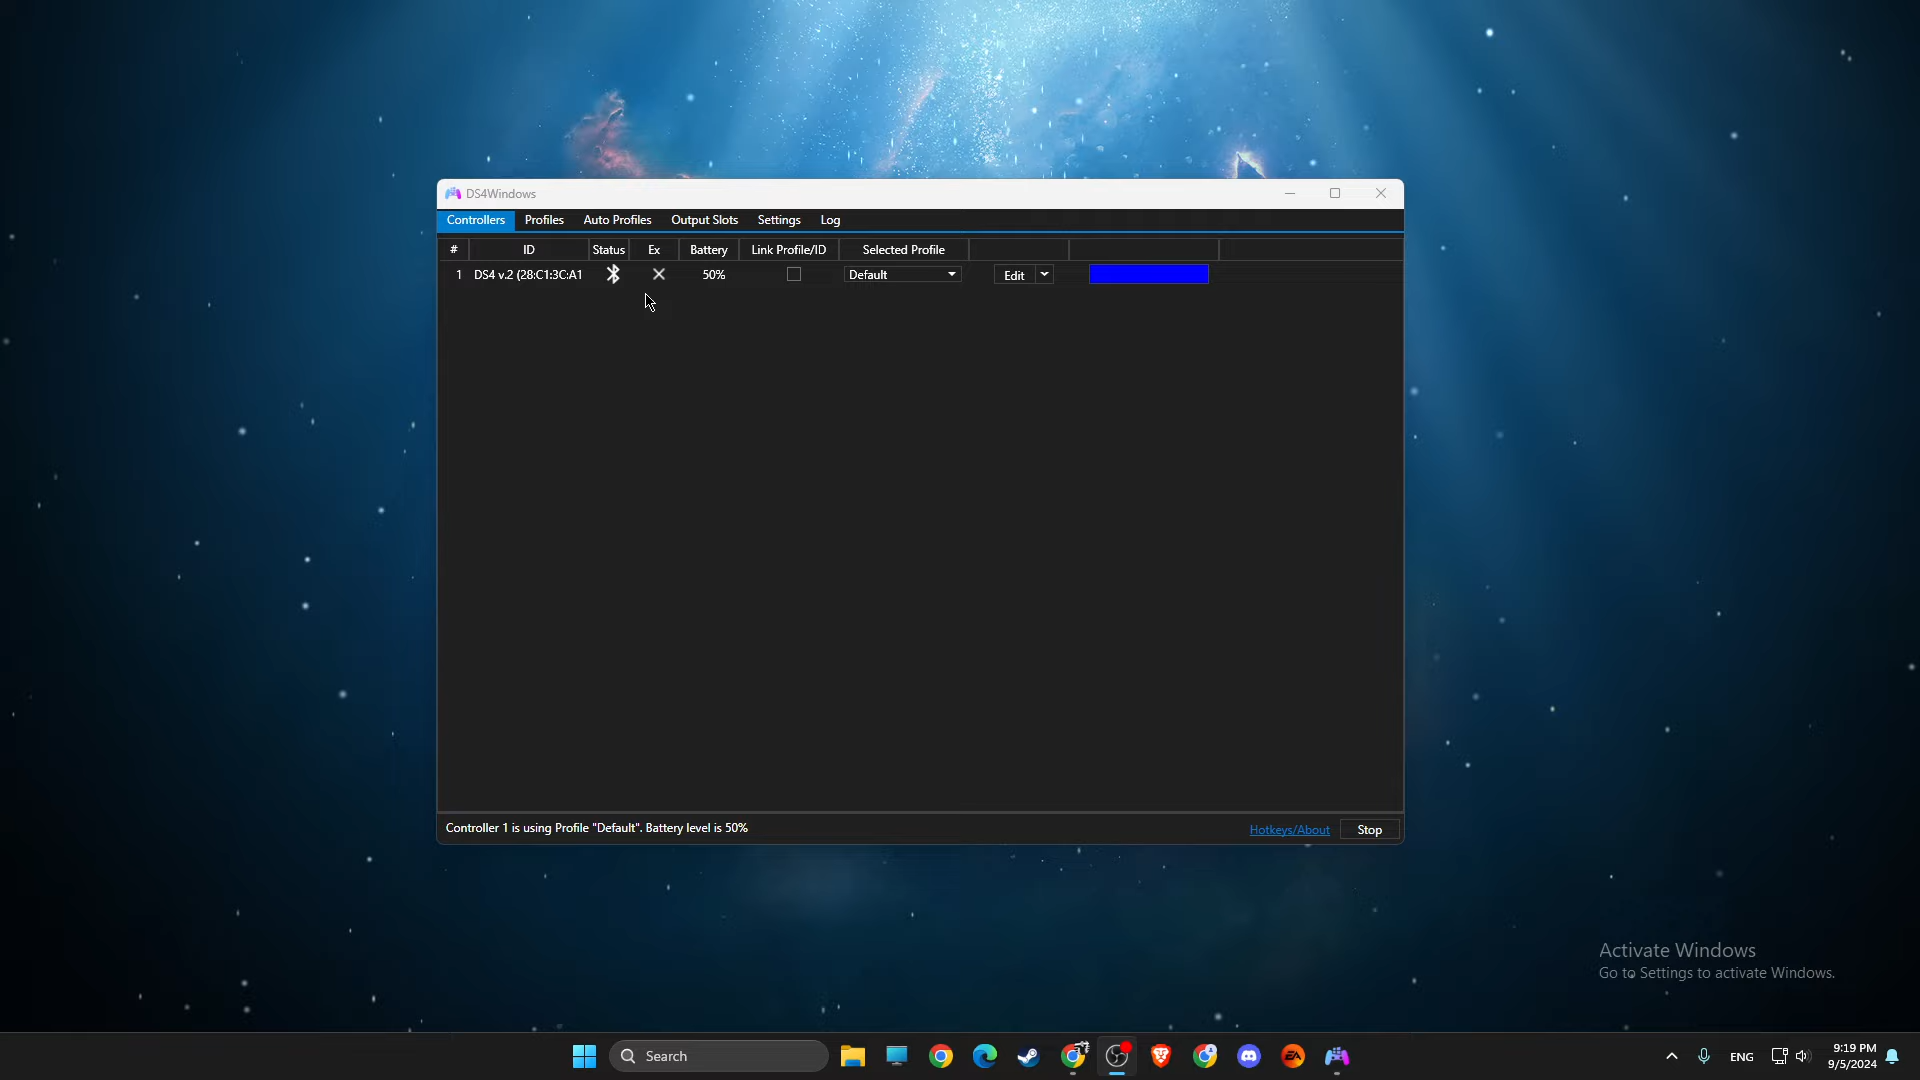 DS4Windows
Controllers Profiles Auto Profiles Output Slots Settings Log
# ID Status Ex Battery Link Profile/ID Selected Profile
1 DS4 v.2 (28:C1:3C:A1 50% Default Edit
Controller 1 is using Profile "Default". Battery level is 50% Hotkeys/About Stop
Activate Windows
Go to Settings to activate Windows.
Search ENG 9:19 PM
9/5/2024